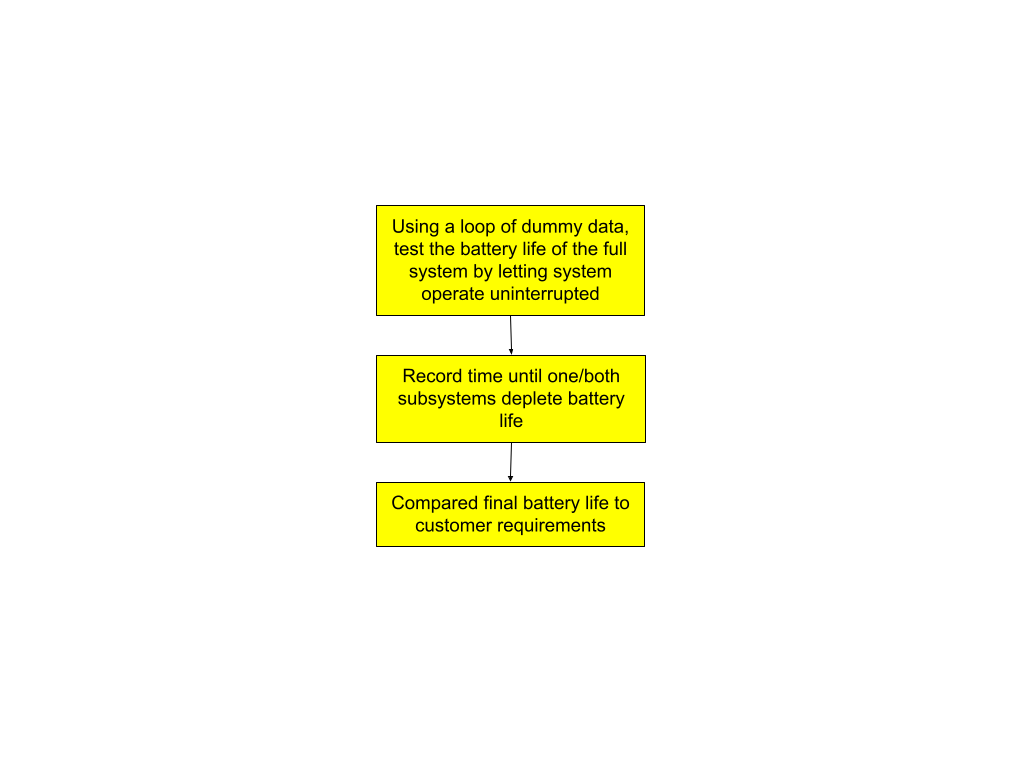 Using a loop of dummy data,
test the battery life of the full
system by letting system
operate uninterrupted
Record time until one/both
subsystems deplete battery
life
Compared final battery life to
customer requirements